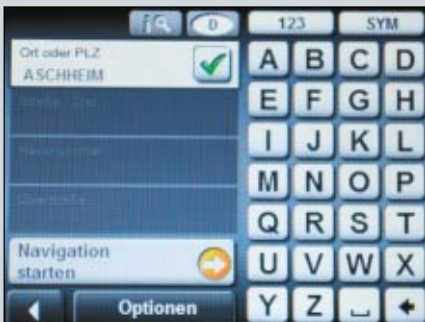 D
123 SYM
Ort oder PLZ
ASCHHEIM
A B C D
E F G H
I J K L
M N O P
Q R S T
U V W X
Y Z
Navigation
starten
Optionen